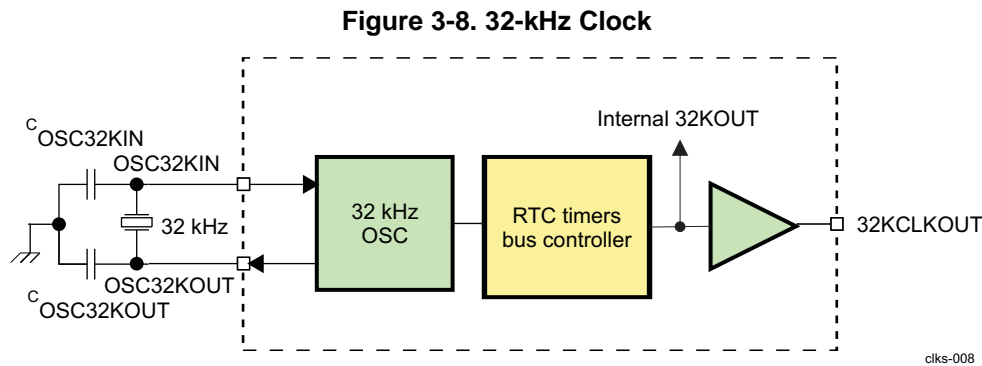 Figure 3-8. 32-kHz Clock
Internal 32KOUT
COSC32KIN
OSC32KIN
32 kHz
OSC32KOUT
COSC32KOUT
32 kHz
OSC
RTC timers
bus controller
32KCLKOUT
clks-008